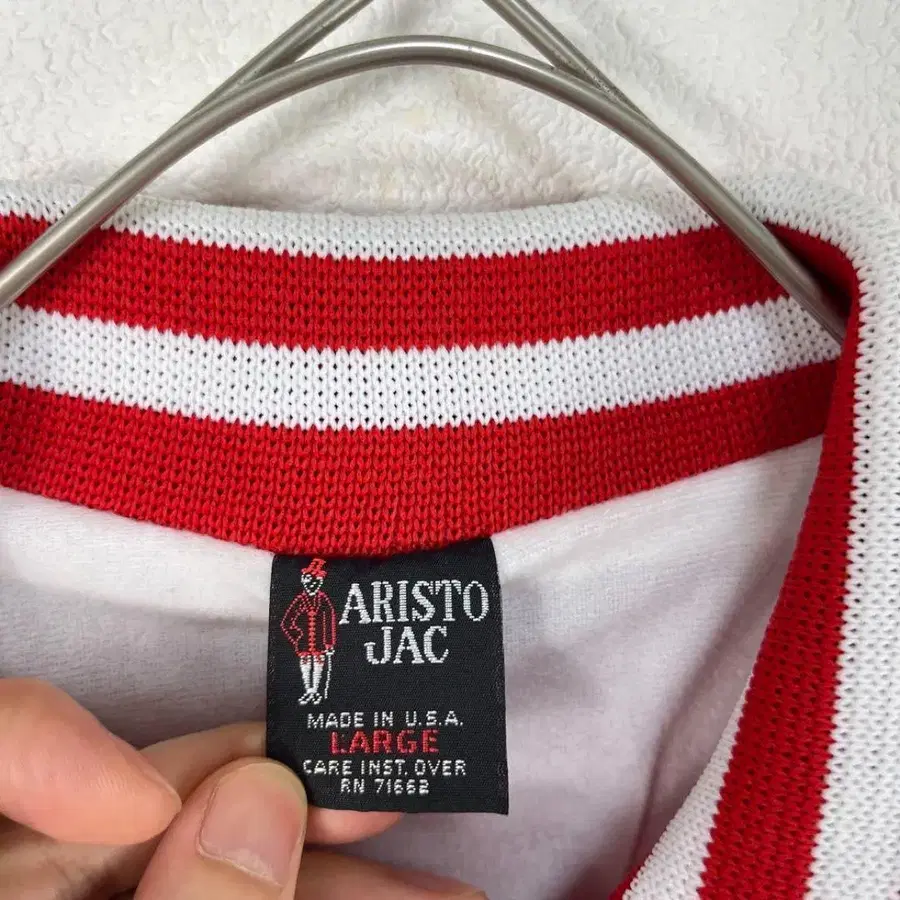 ARISTO
JAC
MADE IN U.S.A.
LARGE
CARE INST. OVER
RN 71662